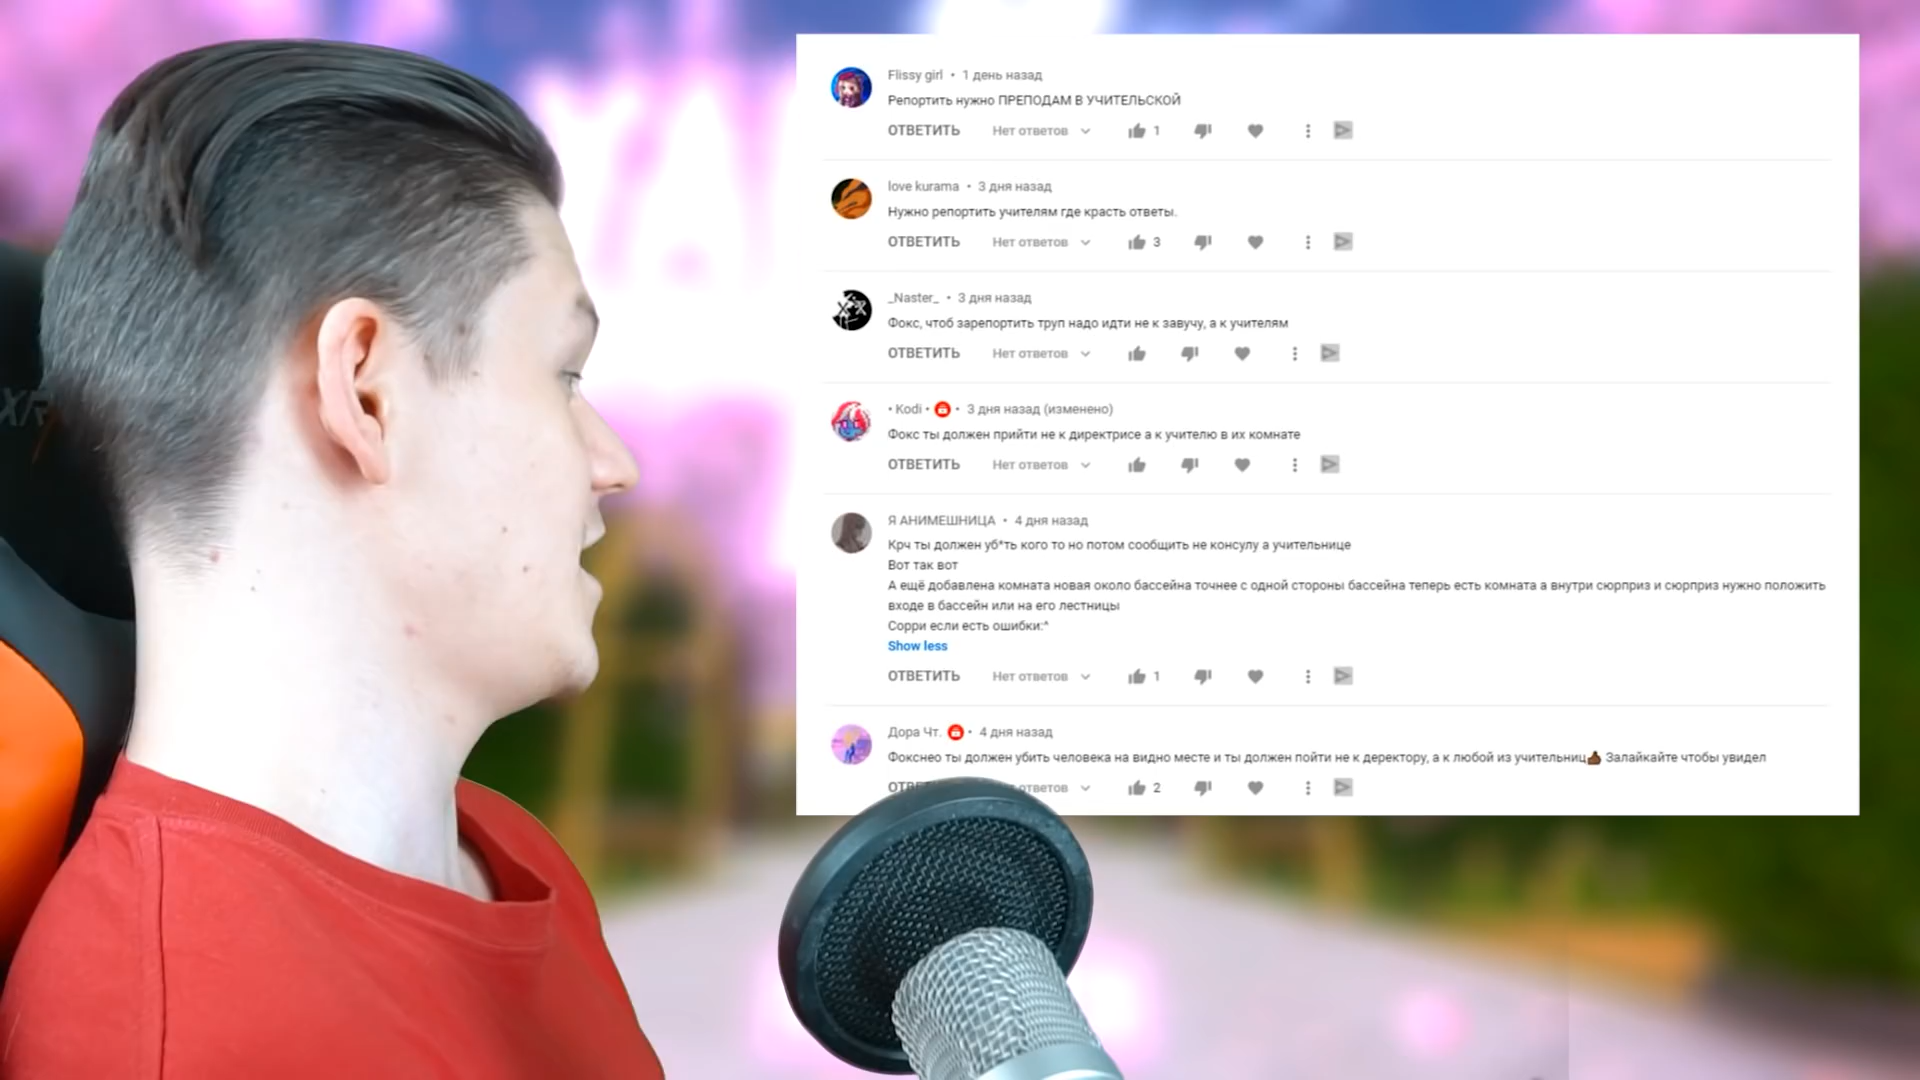 Flissy girl • 1 день назад
Репортить нужно ПРЕПОДАМ В УЧИТЕЛЬСКОЙ
ОТВЕТИТЬ Нет ответов 1
love kurama • 3 дня назад
Нужно репортить учителям где красть ответы.
ОТВЕТИТЬ Нет ответов 3
_Naster_ • 3 дня назад
Фокс, чтоб зарепортить труп надо идти не к завучу, а к учителям
ОТВЕТИТЬ Нет ответов
• Kodi • • 3 дня назад (изменено)
Фокс ты должен прийти не к директрисе а к учителю в их комнате
ОТВЕТИТЬ Нет ответов
Я АНИМЕШНИЦА • 4 дня назад
Крч ты должен уб*ть кого то но потом сообщить не консулу а учительнице
Вот так вот
А ещё добавлена комната новая около бассейна точнее с одной стороны бассейна теперь есть комната а внутри сюрприз и сюрприз нужно положить
входе в бассейн или на его лестницы
Сорри если есть ошибки:^
Show less
ОТВЕТИТЬ Нет ответов 1
Дора Чт. • 4 дня назад
Фокснео ты должен убить человека на видно месте и ты должен пойти не к деректору, а к любой из учительниц👍🏿 Залайкайте чтобы увидел
ответов 2